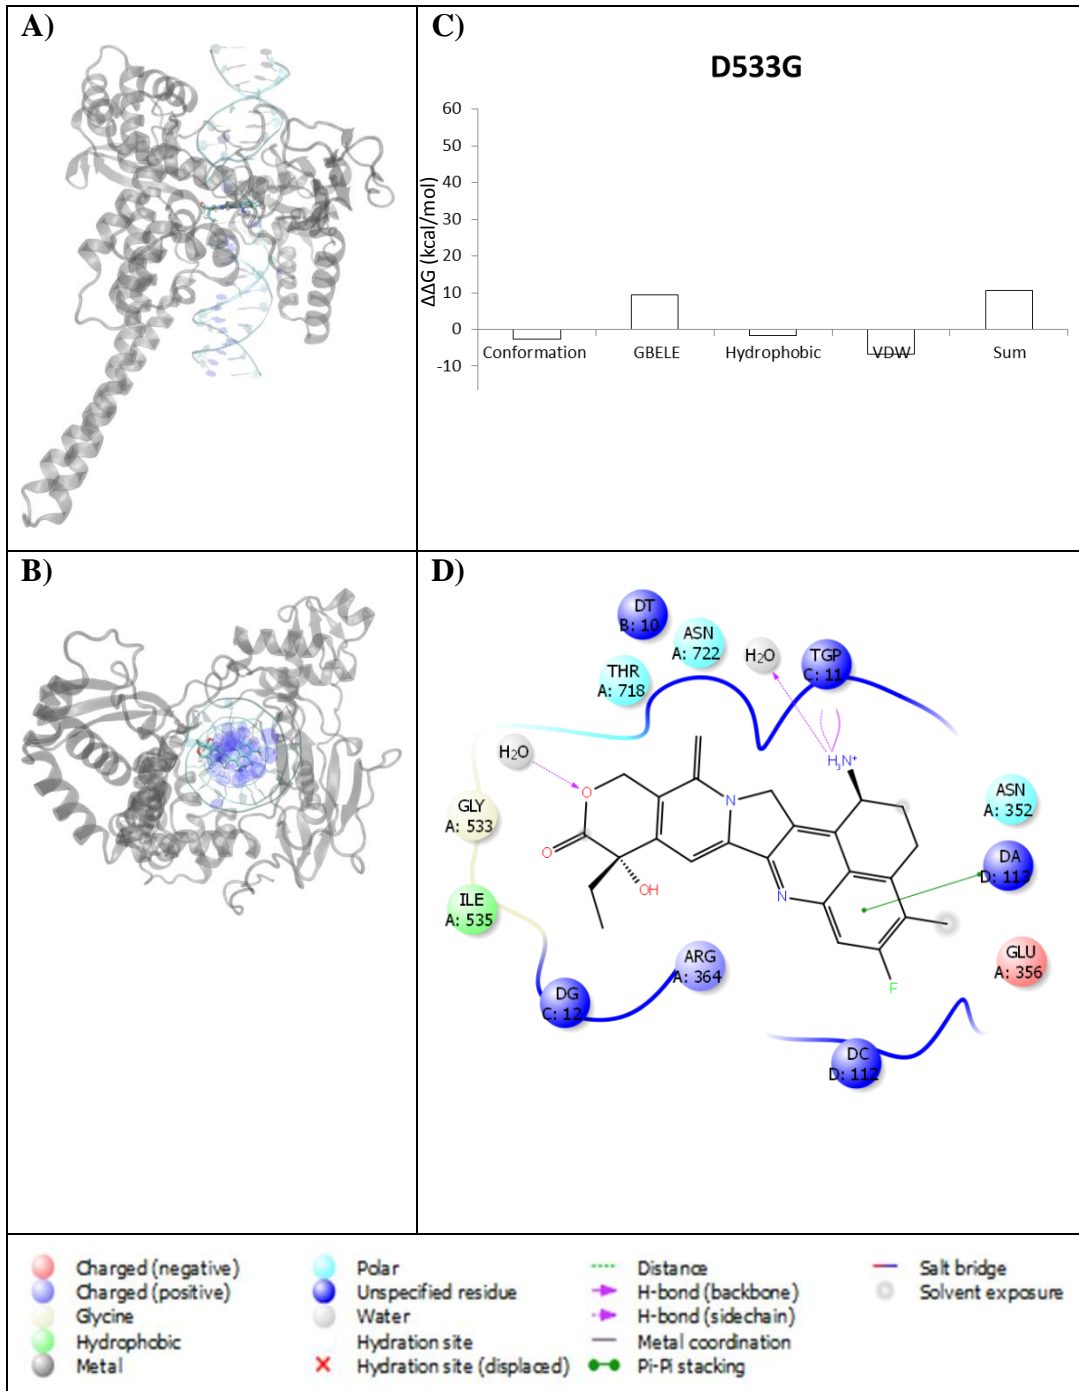 A)
C)
D533G
ΔΔG (kcal/mol)
60
50
40
30
20
10
0
-10
Conformation
GBELE
Hydrophobic
VDW
Sum
B)
D)
DT
B: 10
ASN
A: 722
H₂O
TGP
C: 11
THR
A: 718
H₂O
H₃N⁺
GLY
A: 533
O
N
ASN
A: 352
O
DA
D: 113
OH
N
ILE
A: 535
ARG
A: 364
GLU
A: 356
F
DG
C: 12
DC
D: 112
Charged (negative)
Charged (positive)
Glycine
Hydrophobic
Metal
Polar
Unspecified residue
Water
Hydration site
Hydration site (displaced)
Distance
H-bond (backbone)
H-bond (sidechain)
Metal coordination
Pi-Pi stacking
Salt bridge
Solvent exposure